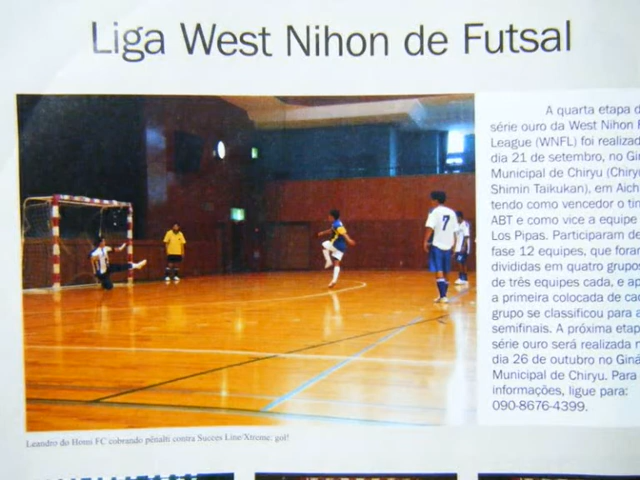 Liga West Nihon de Futsal
A quarta etapa d
série ouro da West Nihon F
League (WNFL) foi realizad
dia 21 de setembro, no Gin
Municipal de Chiryu (Chiry
Shimin Taikukan), em Aich
tendo como vencedor o tim
ABT e como vice a equipe
Los Pipas. Participaram de
fase 12 equipes, que foram
divididas em quatro grupos
de três equipes cada, e ap
a primeira colocada de ca
grupo se classificou para a
semifinais. A próxima etap
série ouro será realizada n
dia 26 de outubro no Giná
Municipal de Chiryu. Para
informações, ligue para:
090-8676-4399.
7
Leandro do Homi FC cobrando pênalti contra Succes Line/Xtreme: gol!